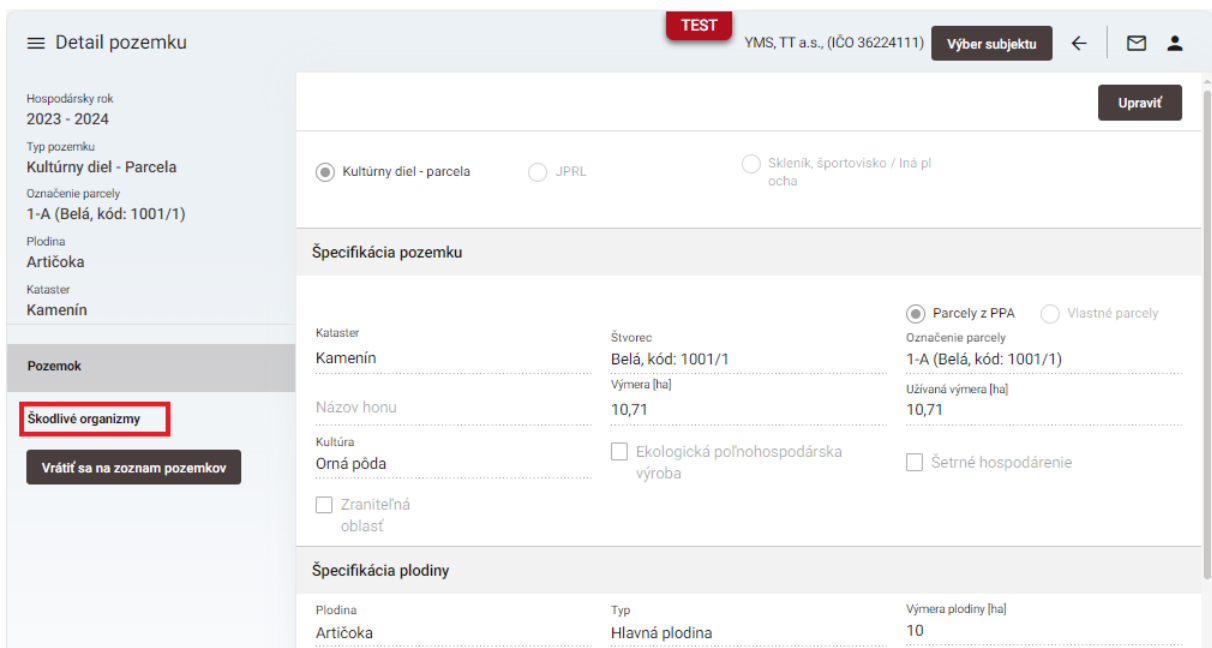 Detail pozemku
TEST
YMS, TT a.s., (IČO 36224111)
Výber subjektu
Hospodársky rok
2023 - 2024
Typ pozemku
Kultúrny diel - Parcela
Označenie parcely
1-A (Belá, kód: 1001/1)
Plodina
Artičoka
Kataster
Kamenín
Pozemok
Škodlivé organizmy
Vrátiť sa na zoznam pozemkov
Upraviť
Kultúrny diel - parcela
JPRL
Skleník, športovisko / Iná pl
ocha
Špecifikácia pozemku
Parcely z PPA
Vlastné parcely
Kataster
Kamenín
Štvorec
Belá, kód: 1001/1
Označenie parcely
1-A (Belá, kód: 1001/1)
Názov honu
Výmera [ha]
10,71
Užívaná výmera [ha]
10,71
Kultúra
Orná pôda
Ekologická poľnohospodárska
výroba
Šetrné hospodárenie
Zraniteľná
oblasť
Špecifikácia plodiny
Plodina
Artičoka
Typ
Hlavná plodina
Výmera plodiny [ha]
10